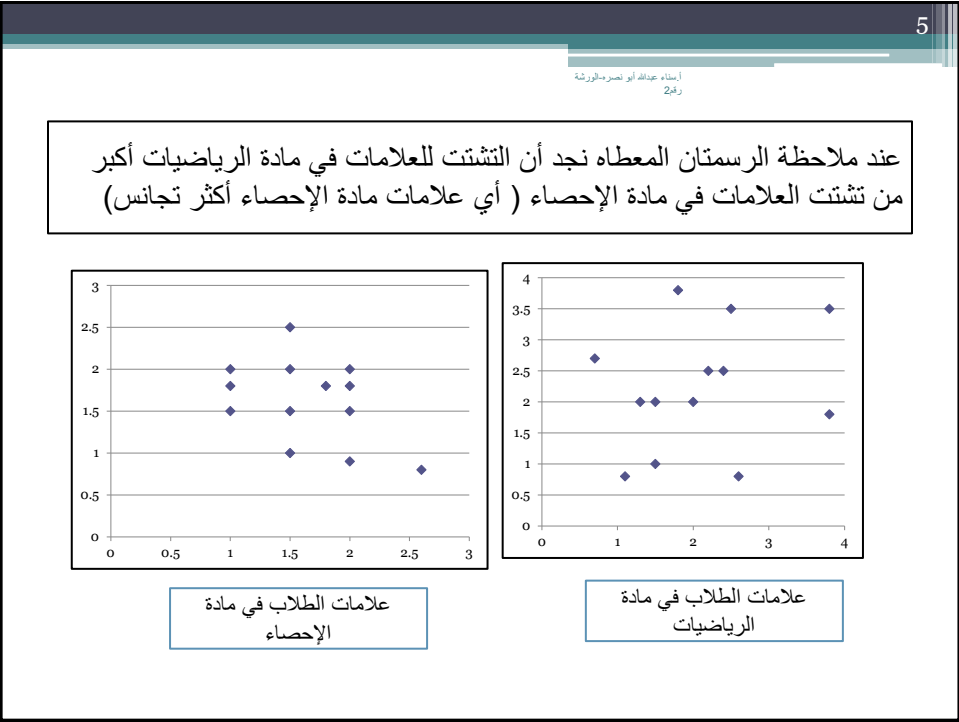 5
أ.سناء عبدالله أبو نصره-الورشة
رقم2
عند ملاحظة الرسمتان المعطاه نجد أن التشتت للعلامات في مادة الرياضيات أكبر
من تشتت العلامات في مادة الإحصاء ( أي علامات مادة الإحصاء أكثر تجانس)
4
3.5
3
2.5
2
1.5
1
0.5
0
0 1 2 3 4
علامات الطلاب في مادة
الرياضيات
3
2.5
2
1.5
1
0.5
0
0 0.5 1 1.5 2 2.5 3
علامات الطلاب في مادة
الإحصاء